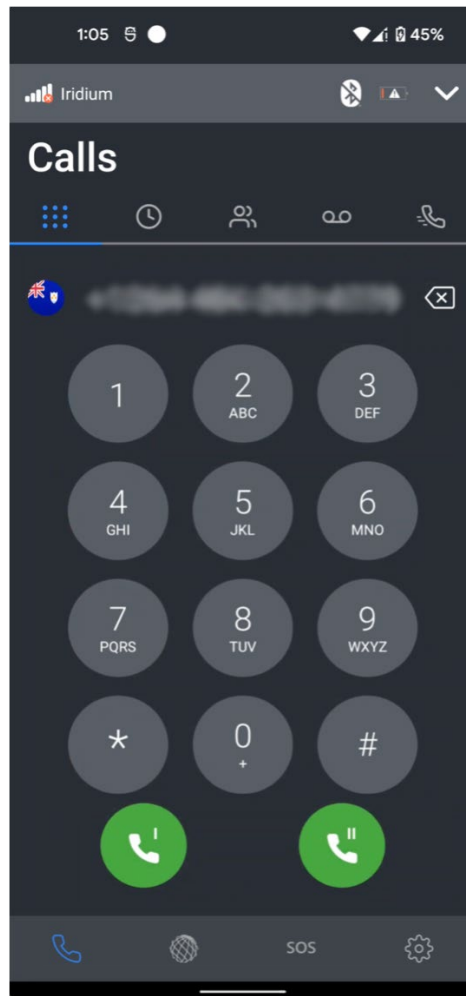 1:05 45%
Iridium
Calls
1 2 3
ABC DEF
4 5 6
GHI JKL MNO
7 8 9
PQRS TUV WXYZ
* 0 #
+
I II
SOS